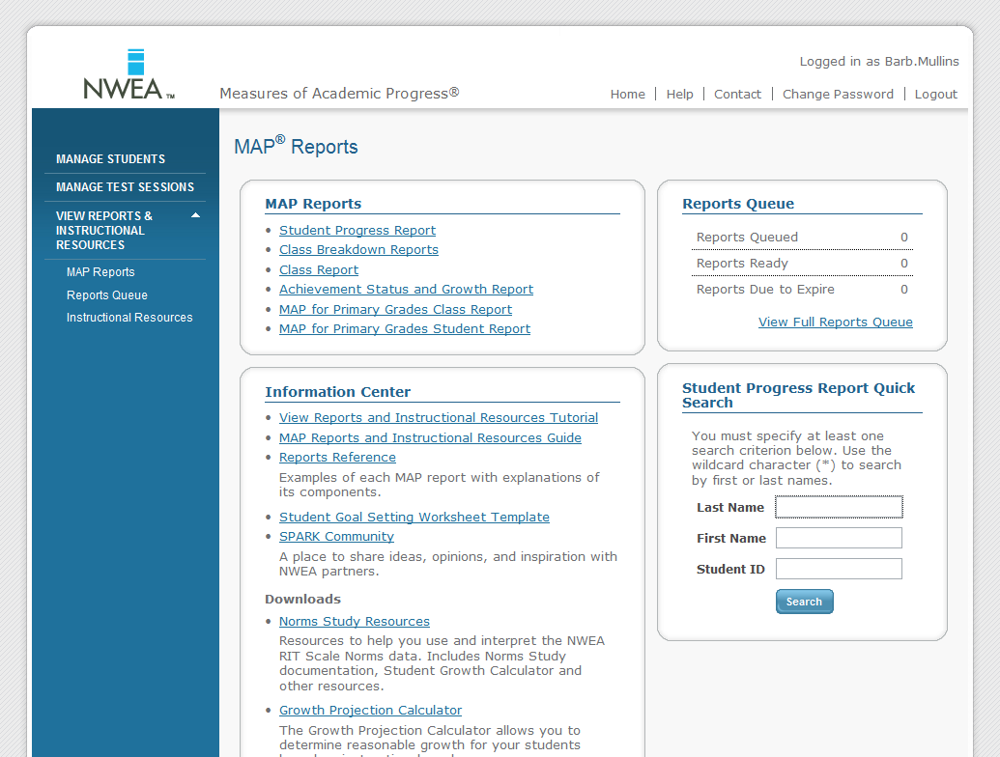 Logged in as Barb.Mullins
NWEA TM
Measures of Academic Progress®
Home | Help | Contact | Change Password | Logout
MANAGE STUDENTS
MANAGE TEST SESSIONS
VIEW REPORTS &
INSTRUCTIONAL
RESOURCES
MAP Reports
Reports Queue
Instructional Resources
MAP® Reports
MAP Reports
• Student Progress Report
• Class Breakdown Reports
• Class Report
• Achievement Status and Growth Report
• MAP for Primary Grades Class Report
• MAP for Primary Grades Student Report
Information Center
• View Reports and Instructional Resources Tutorial
• MAP Reports and Instructional Resources Guide
• Reports Reference
Examples of each MAP report with explanations of
its components.
• Student Goal Setting Worksheet Template
• SPARK Community
A place to share ideas, opinions, and inspiration with
NWEA partners.
Downloads
• Norms Study Resources
Resources to help you use and interpret the NWEA
RIT Scale Norms data. Includes Norms Study
documentation, Student Growth Calculator and
other resources.
• Growth Projection Calculator
The Growth Projection Calculator allows you to
determine reasonable growth for your students
Reports Queue
Reports Queued 0
Reports Ready 0
Reports Due to Expire 0
View Full Reports Queue
Student Progress Report Quick
Search
You must specify at least one
search criterion below. Use the
wildcard character (*) to search
by first or last names.
Last Name
First Name
Student ID
Search